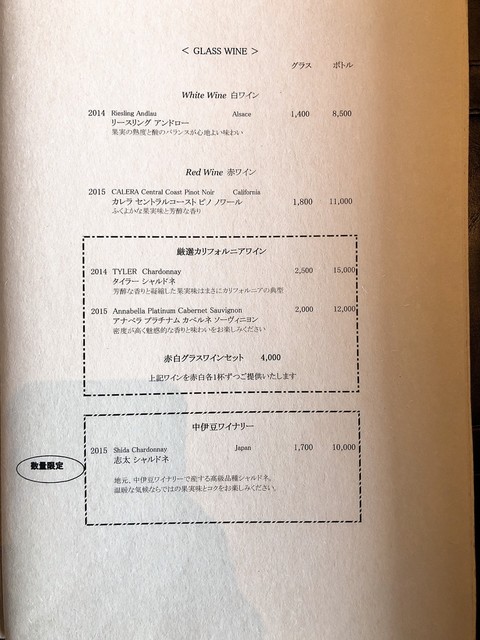 < GLASS WINE >
グラス ボトル
White Wine 白ワイン
2014 Riesling Andlau Alsace 1,400 8,500
リースリング アンドロー
果実の熟度と酸のバランスが心地よい味わい
Red Wine 赤ワイン
2015 CALERA Central Coast Pinot Noir California
カレラ セントラルコースト ピノ ノワール 1,800 11,000
ふくよかな果実味と芳醇な香り
厳選カリフォルニアワイン
2014 TYLER Chardonnay 2,500 15,000
タイラー シャルドネ
芳醇な香りと凝縮した果実味はまさにカリフォルニアの典型
2015 Annabella Platinum Cabernet Sauvignon 2,000 12,000
アナベラ プラチナム カベルネ ソーヴィニヨン
密度が高く魅惑的な香りと味わいをお楽しみください
赤白グラスワインセット 4,000
上記ワインを赤白各1杯ずつご提供いたします
中伊豆ワイナリー
2015 Shida Chardonnay Japan 1,700 10,000
志太 シャルドネ
数量限定
地元、中伊豆ワイナリーで産する高級品種シャルドネ。
温暖な気候ならではの果実味とコクをお楽しみください。